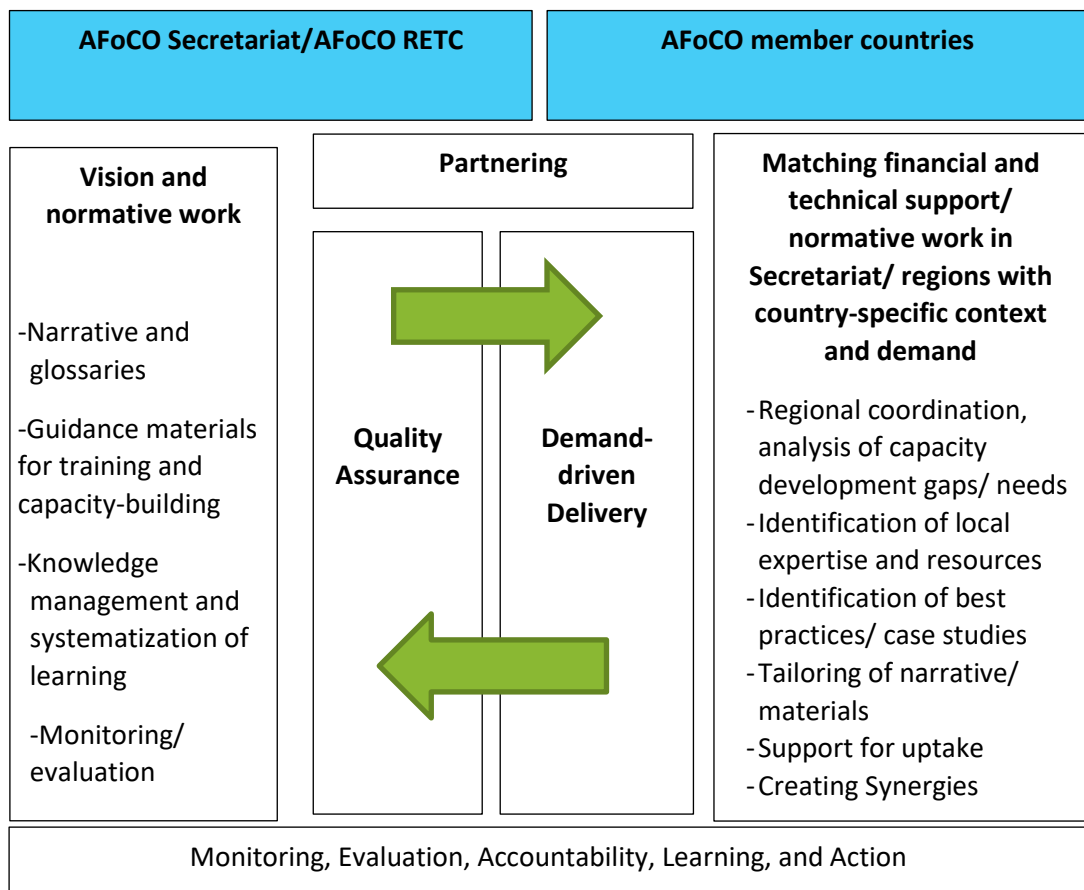 AFoCO Secretariat/AFoCO RETC
AFoCO member countries
Vision and
normative work
-Narrative and
glossaries
-Guidance materials
for training and
capacity-building
-Knowledge
management and
systematization of
learning
-Monitoring/
evaluation
Partnering
Quality
Assurance
Demand-
driven
Delivery
Matching financial and
technical support/
normative work in
Secretariat/ regions with
country-specific context
and demand
-Regional coordination,
analysis of capacity
development gaps/ needs
-Identification of local
expertise and resources
-Identification of best
practices/ case studies
-Tailoring of narrative/
materials
-Support for uptake
-Creating Synergies
Monitoring, Evaluation, Accountability, Learning, and Action